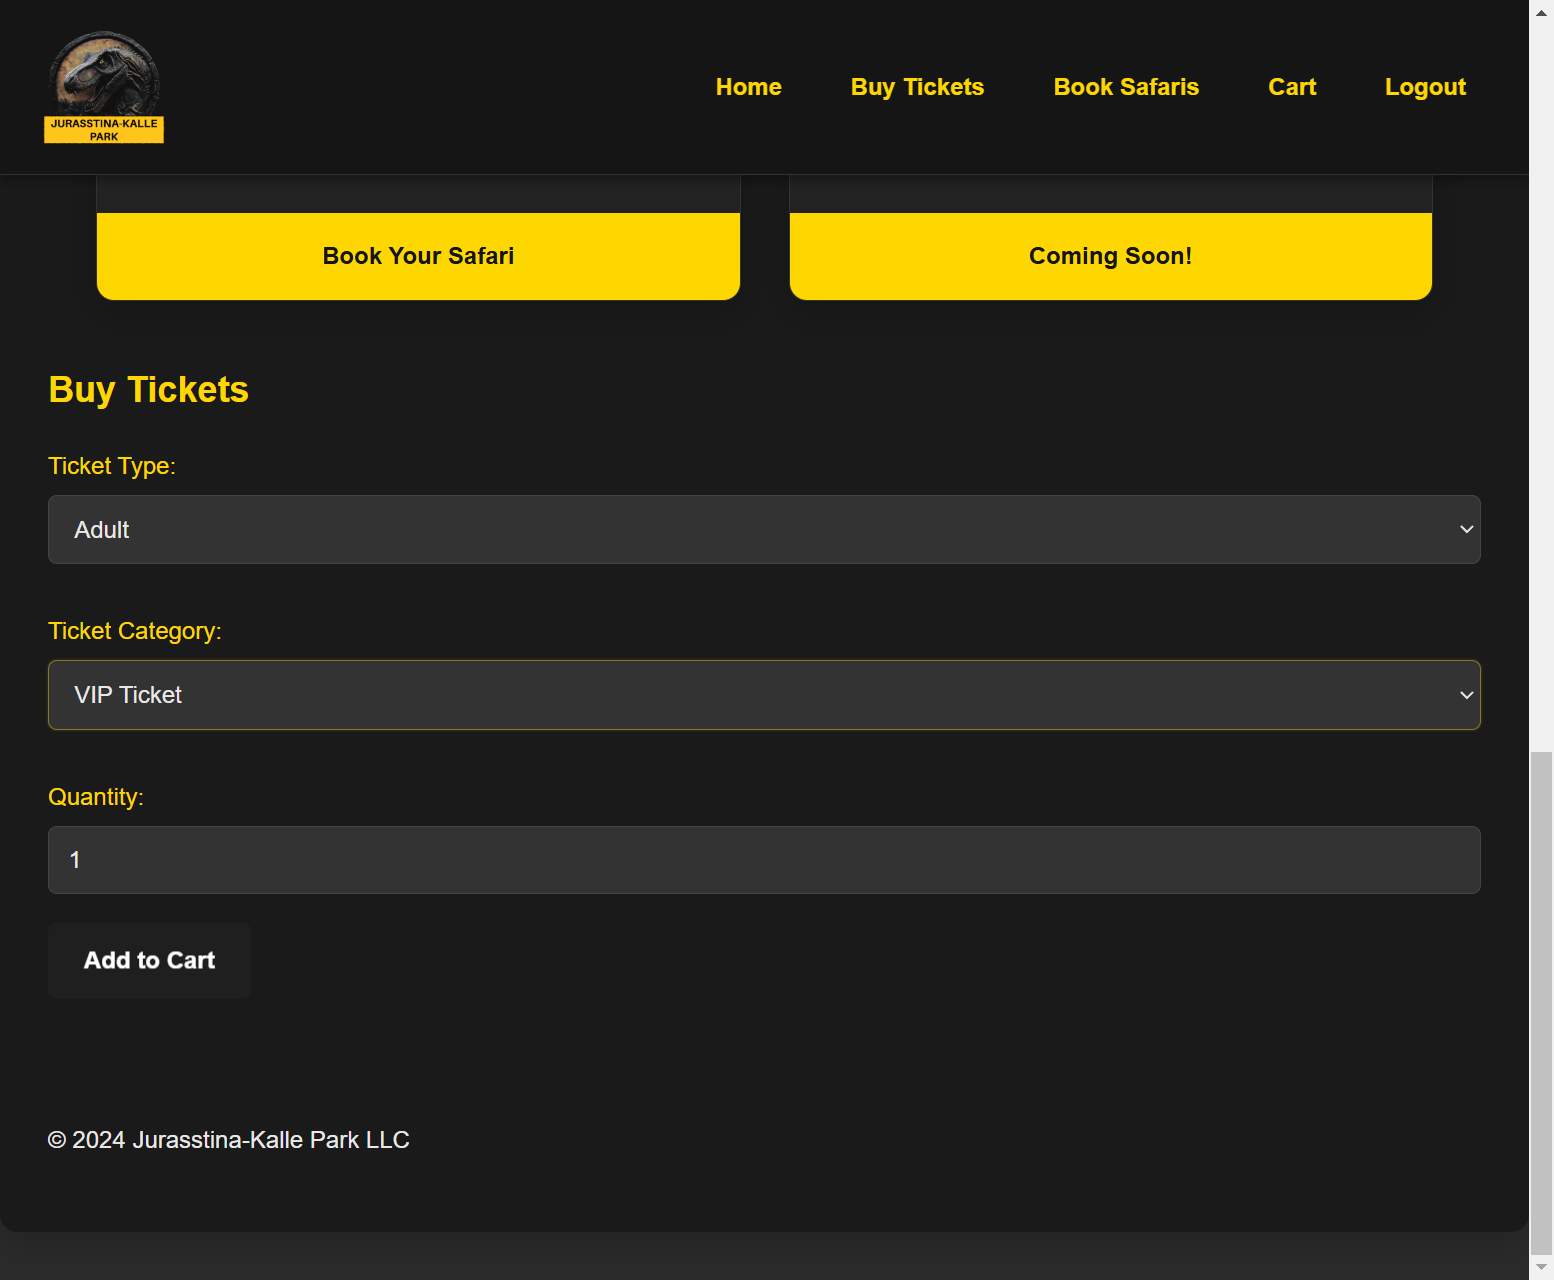 JURASSTINA-KALLE
PARK
Home Buy Tickets Book Safaris Cart Logout
Book Your Safari Coming Soon!
Buy Tickets
Ticket Type:
Adult
Ticket Category:
VIP Ticket
Quantity:
1
Add to Cart
© 2024 Jurasstina-Kalle Park LLC